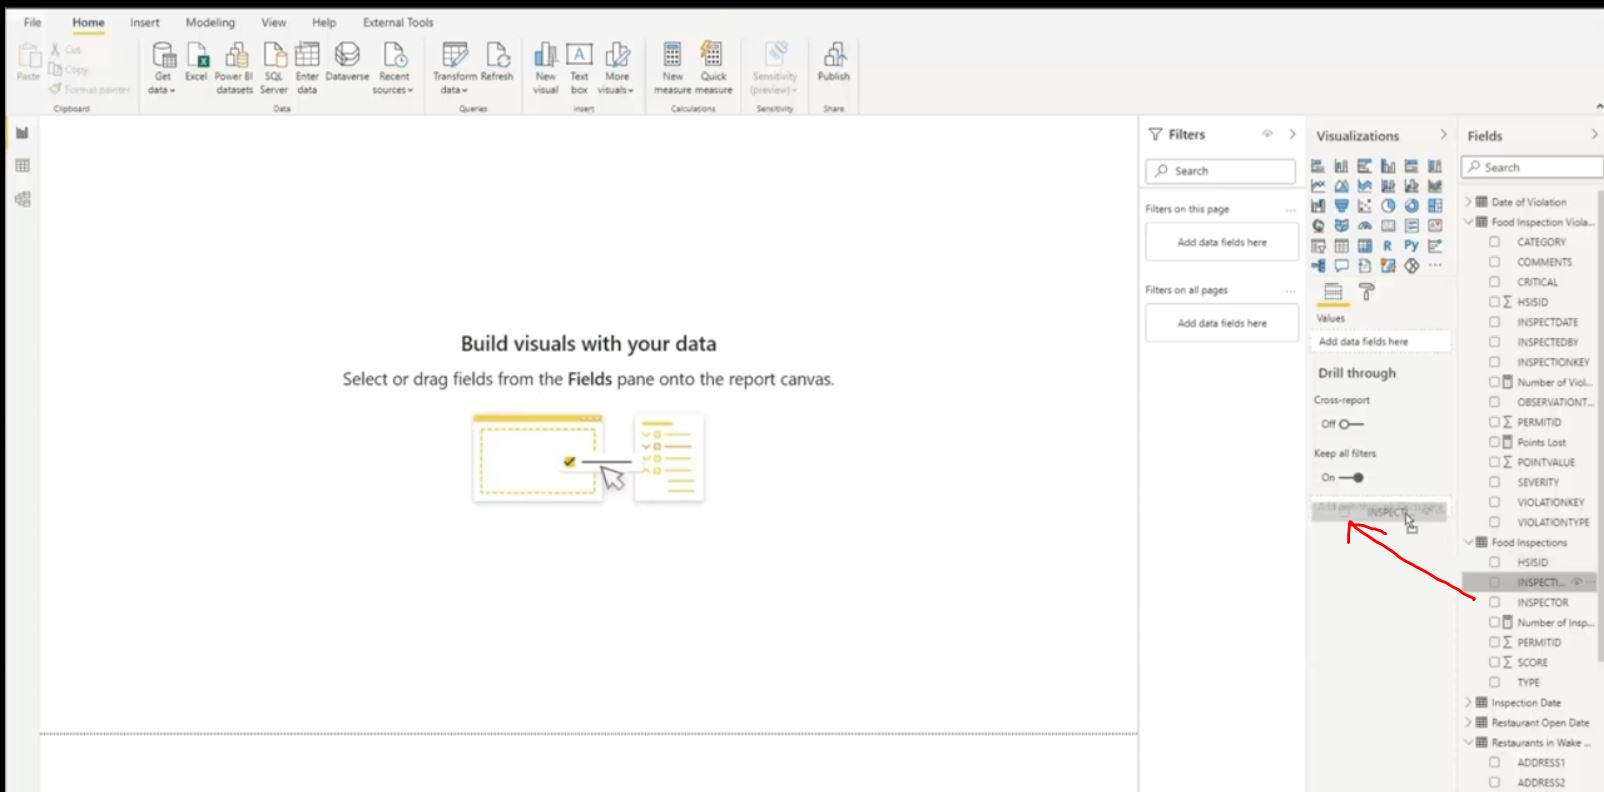 File Home Insert Modeling View Help External Tools
Paste
Cut
Copy
Format painter
Clipboard
Get data
Excel
Power BI datasets
SQL Server
Enter data
Dataverse
Recent sources
Data
Transform data
Refresh
Queries
New visual
Text box
More visuals
Insert
New measure
Quick measure
Calculations
Sensitivity (preview)
Sensitivity
Publish
Share
Build visuals with your data
Select or drag fields from the Fields pane onto the report canvas.
Filters
Search
Filters on this page
Add data fields here
Filters on all pages
Add data fields here
Visualizations
R Py
Values
Add data fields here
Drill through
Cross-report
Off
Keep all filters
On
INSPECTI...
Fields
Search
Date of Violation
Food Inspection Viola...
CATEGORY
COMMENTS
CRITICAL
HSISID
INSPECTDATE
INSPECTEDBY
INSPECTIONKEY
Number of Viol...
OBSERVATIONT...
PERMITID
Points Lost
POINTVALUE
SEVERITY
VIOLATIONKEY
VIOLATIONTYPE
Food Inspections
HSISID
INSPECTI...
INSPECTOR
Number of Insp...
PERMITID
SCORE
TYPE
Inspection Date
Restaurant Open Date
Restaurants in Wake ...
ADDRESS1
ADDRESS2